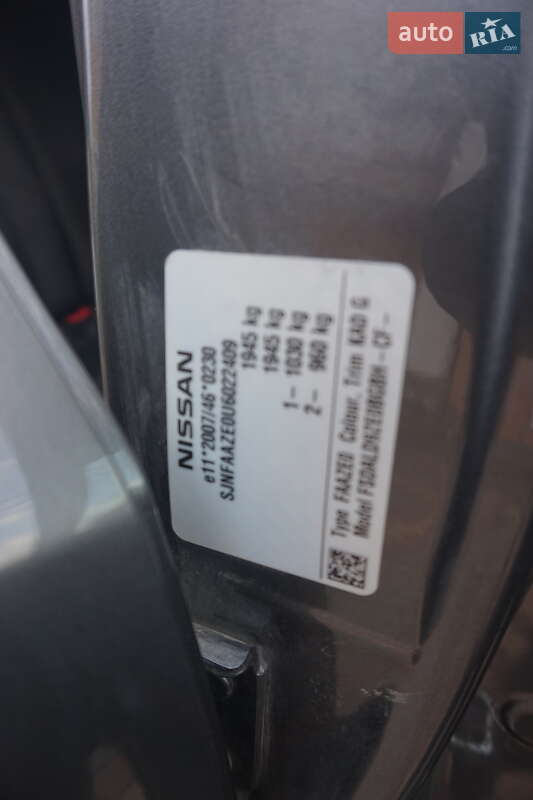 auto RIA
.com
NISSAN
e11*2007/46*0230
SJNFAAZE0U6022409
1945 kg
1945 kg
1– 1030 kg
2– 960 kg
Type FAAZE0 Colour, Trim KAD G